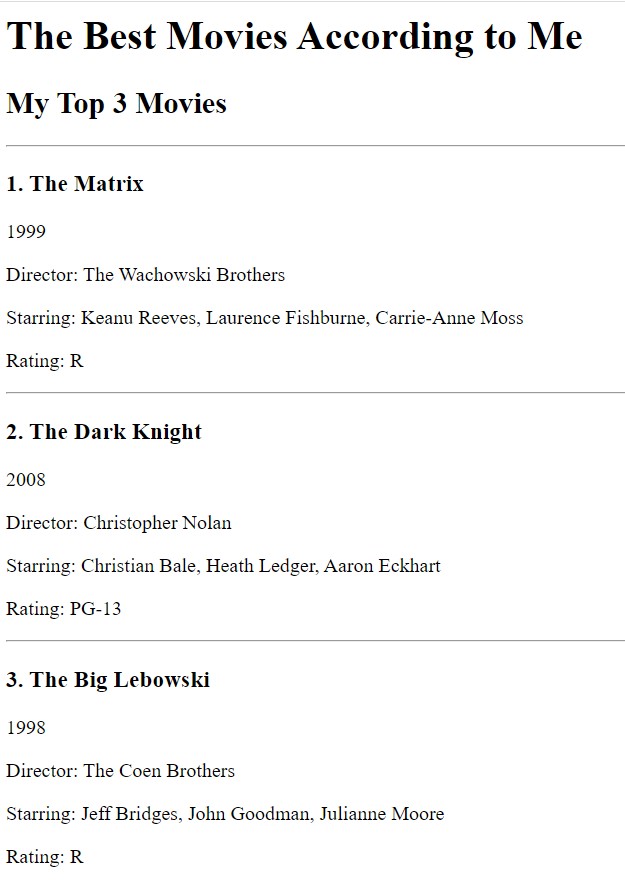 The Best Movies According to Me
My Top 3 Movies
1. The Matrix
1999
Director: The Wachowski Brothers
Starring: Keanu Reeves, Laurence Fishburne, Carrie-Anne Moss
Rating: R
2. The Dark Knight
2008
Director: Christopher Nolan
Starring: Christian Bale, Heath Ledger, Aaron Eckhart
Rating: PG-13
3. The Big Lebowski
1998
Director: The Coen Brothers
Starring: Jeff Bridges, John Goodman, Julianne Moore
Rating: R